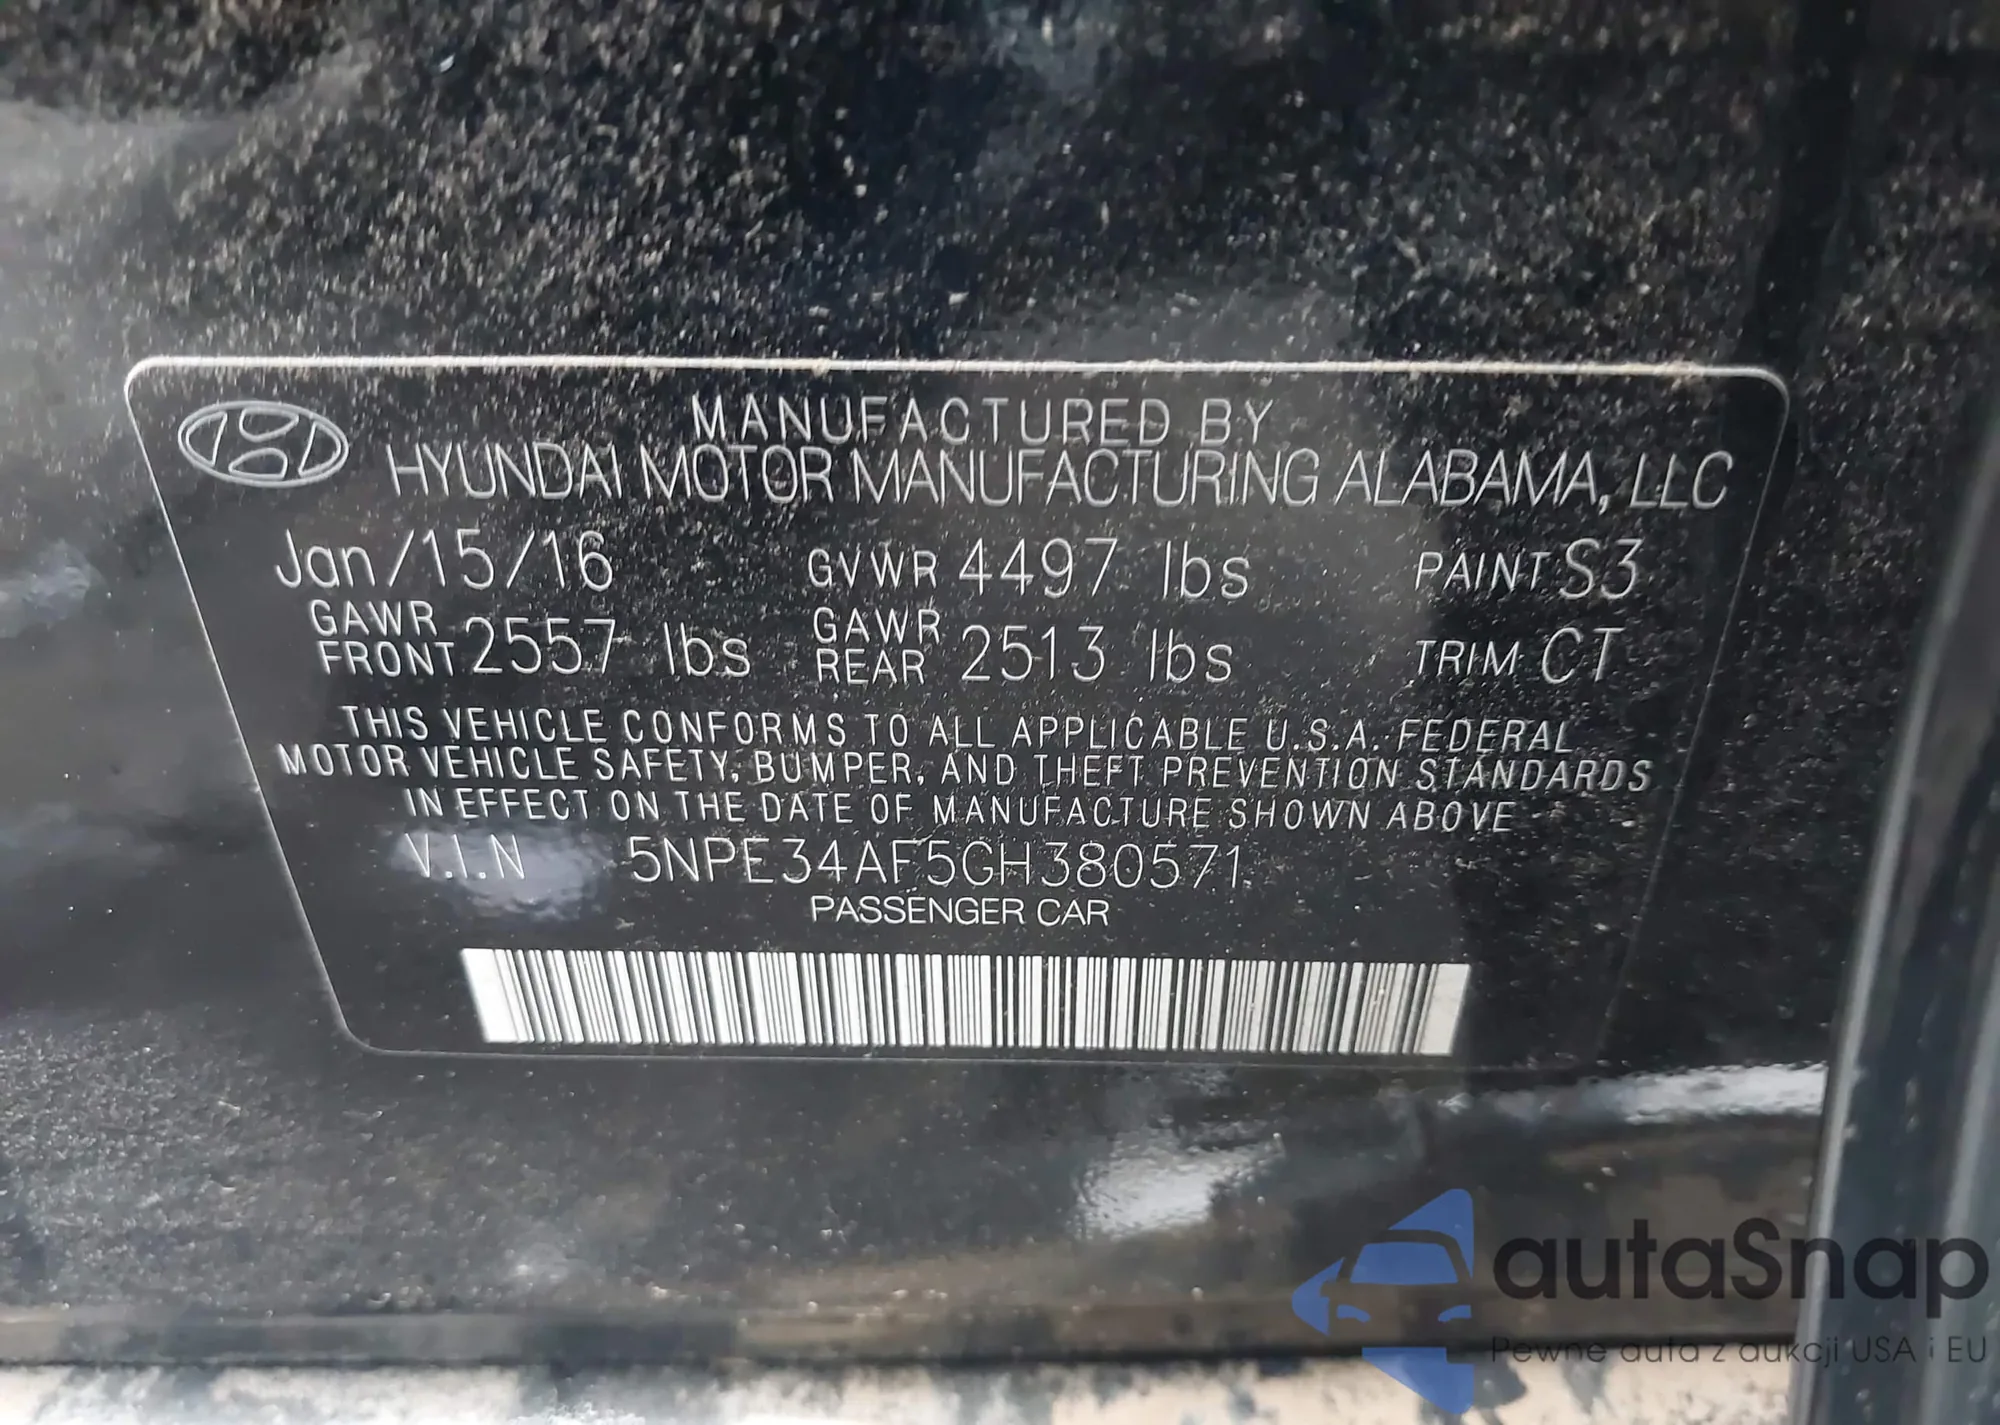 MANUFACTURED BY
HYUNDAI MOTOR MANUFACTURING ALABAMA, LLC
Jan/15/16 GVWR 4497 lbs PAINT S3
GAWR FRONT 2557 lbs GAWR REAR 2513 lbs TRIM CT
THIS VEHICLE CONFORMS TO ALL APPLICABLE U.S.A. FEDERAL
MOTOR VEHICLE SAFETY, BUMPER, AND THEFT PREVENTION STANDARDS
IN EFFECT ON THE DATE OF MANUFACTURE SHOWN ABOVE
V.I.N 5NPE34AF5GH380571
PASSENGER CAR
autaSnap
Pewne auta z aukcji USA i EU